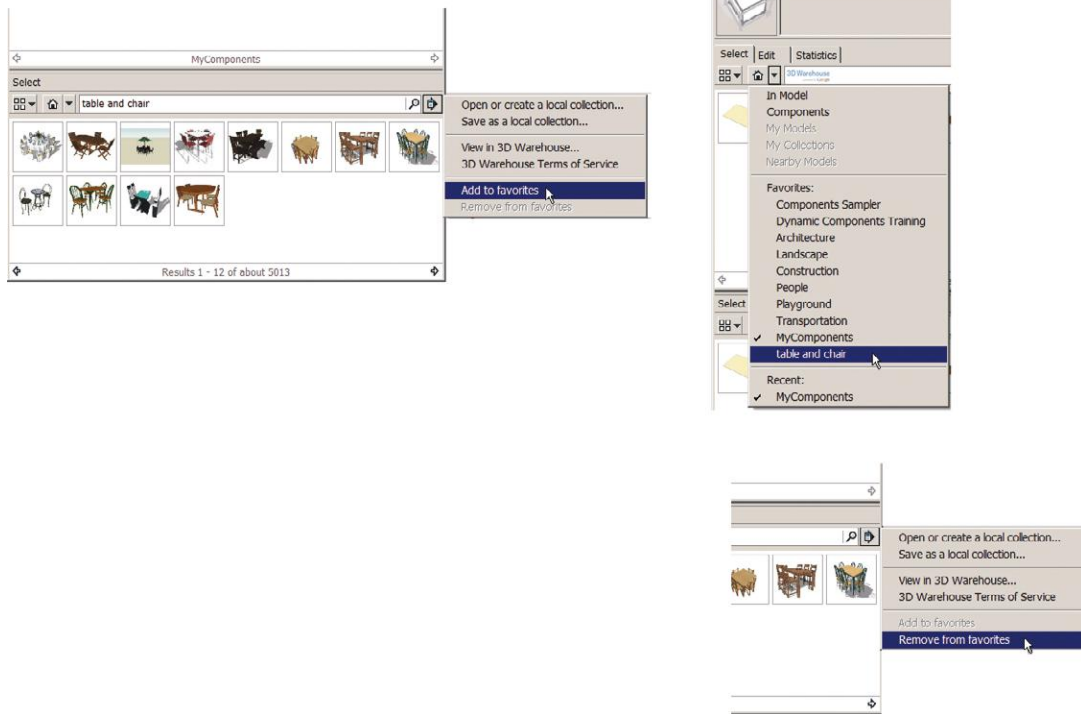 MyComponents
Select
table and chair
Results 1 - 12 of about 5013
Open or create a local collection...
Save as a local collection...
View in 3D Warehouse...
3D Warehouse Terms of Service
Add to favorites
Remove from favorites
Select Edit Statistics
3D Warehouse
In Model
Components
My Models
My Collections
Nearby Models
Favorites:
Components Sampler
Dynamic Components Training
Architecture
Landscape
Construction
People
Playground
Transportation
MyComponents
table and chair
Recent:
MyComponents
Select
Open or create a local collection...
Save as a local collection...
View in 3D Warehouse...
3D Warehouse Terms of Service
Add to favorites
Remove from favorites